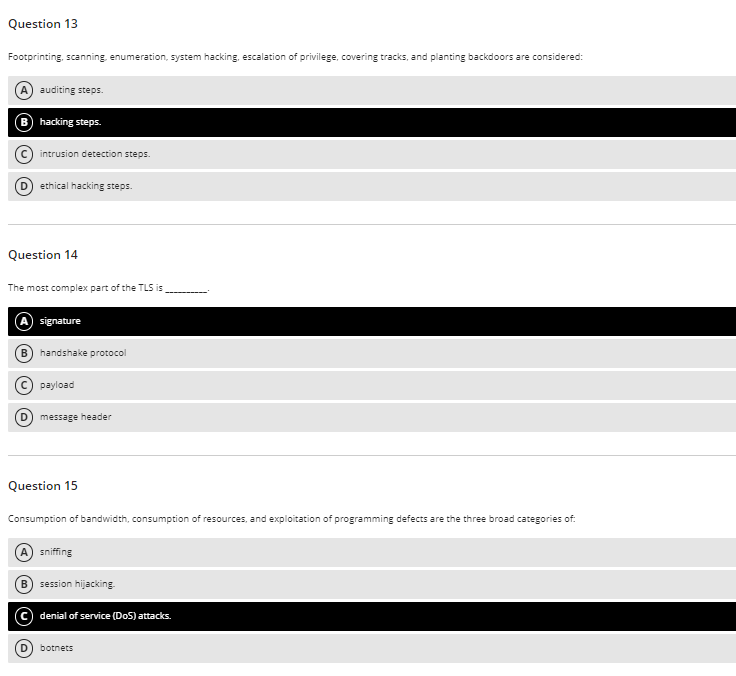 Question 13
Footprinting, scanning, enumeration, system hacking, escalation of privilege, covering tracks, and planting backdoors are considered:
A auditing steps.
B hacking steps.
C intrusion detection steps.
D ethical hacking steps.
Question 14
The most complex part of the TLS is __________.
A signature
B handshake protocol
C payload
D message header
Question 15
Consumption of bandwidth, consumption of resources, and exploitation of programming defects are the three broad categories of:
A sniffing
B session hijacking.
C denial of service (DoS) attacks.
D botnets